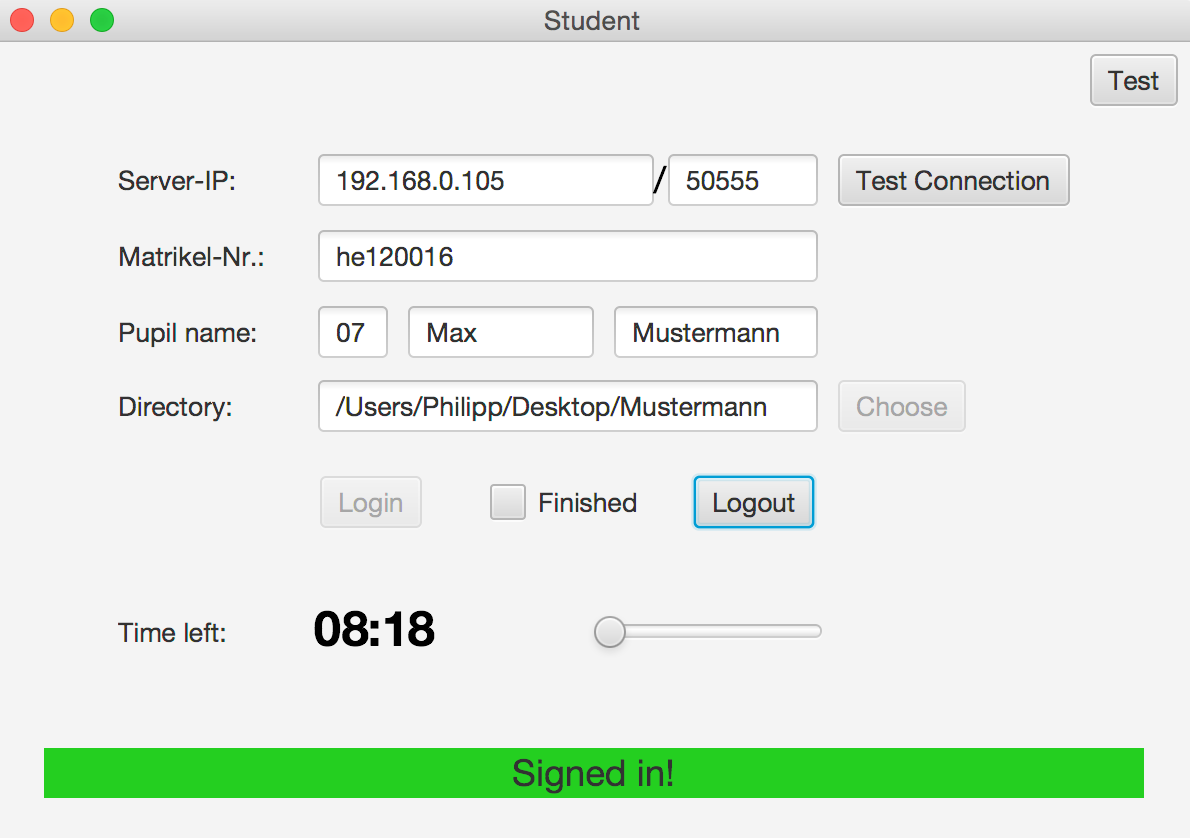 Student
Test
Server-IP: 192.168.0.105 / 50555 Test Connection
Matrikel-Nr.: he120016
Pupil name: 07 Max Mustermann
Directory: /Users/Philipp/Desktop/Mustermann Choose
Login Finished Logout
Time left: 08:18
Signed in!